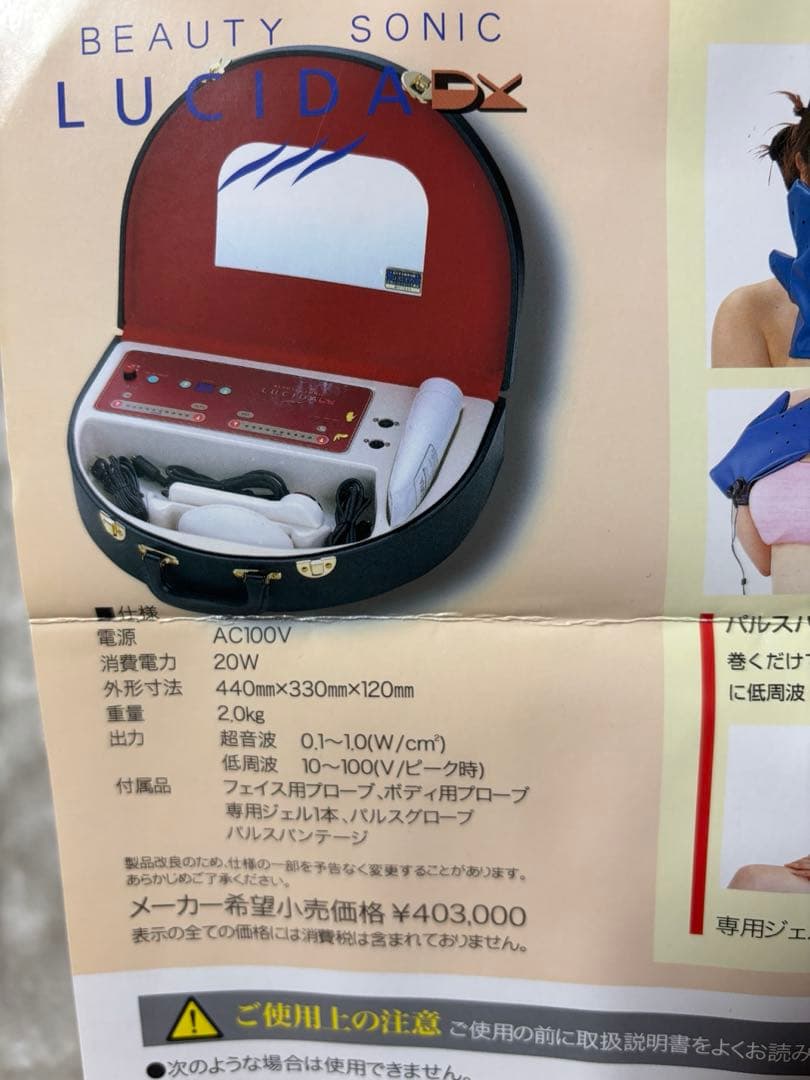 BEAUTY SONIC
LUCIDA DX
LUCIDA DX
■仕様
電源 AC100V
消費電力 20W
外形寸法 440mm×330mm×120mm
重量 2.0kg
出力 超音波 0.1〜1.0(W/cm²)
低周波 10〜100(V/ピーク時)
付属品 フェイス用プローブ、ボディ用プローブ
専用ジェル1本、パルスグローブ
パルスバンテージ
製品改良のため、仕様の一部を予告なく変更することがあります。
あらかじめご了承ください。
メーカー希望小売価格 ¥403,000
表示の全ての価格には消費税は含まれておりません。
パルスバ
巻くだけで
に低周波
専用ジェ
ご使用上の注意 ご使用の前に取扱説明書をよくお読み
●次のような場合は使用できません。